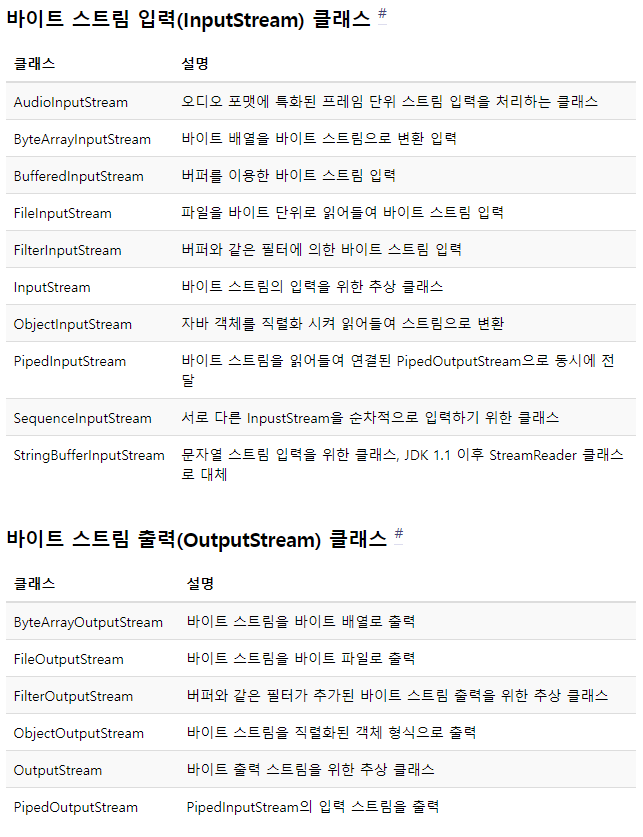 바이트 스트림 입력(InputStream) 클래스 #
클래스 설명
AudioInputStream 오디오 포맷에 특화된 프레임 단위 스트림 입력을 처리하는 클래스
ByteArrayInputStream 바이트 배열을 바이트 스트림으로 변환 입력
BufferedInputStream 버퍼를 이용한 바이트 스트림 입력
FileInputStream 파일을 바이트 단위로 읽어들여 바이트 스트림 입력
FilterInputStream 버퍼와 같은 필터에 의한 바이트 스트림 입력
InputStream 바이트 스트림의 입력을 위한 추상 클래스
ObjectInputStream 자바 객체를 직렬화 시켜 읽어들여 스트림으로 변환
PipedInputStream 바이트 스트림을 읽어들여 연결된 PipedOutputStream으로 동시에 전
달
SequenceInputStream 서로 다른 InpustStream을 순차적으로 입력하기 위한 클래스
StringBufferInputStream 문자열 스트림 입력을 위한 클래스, JDK 1.1 이후 StreamReader 클래스
로 대체
바이트 스트림 출력(OutputStream) 클래스 #
클래스 설명
ByteArrayOutputStream 바이트 스트림을 바이트 배열로 출력
FileOutputStream 바이트 스트림을 바이트 파일로 출력
FilterOutputStream 버퍼와 같은 필터가 추가된 바이트 스트림 출력을 위한 추상 클래스
ObjectOutputStream 바이트 스트림을 직렬화된 객체 형식으로 출력
OutputStream 바이트 출력 스트림을 위한 추상 클래스
PipedOutputStream PipedInputStream의 입력 스트림을 출력